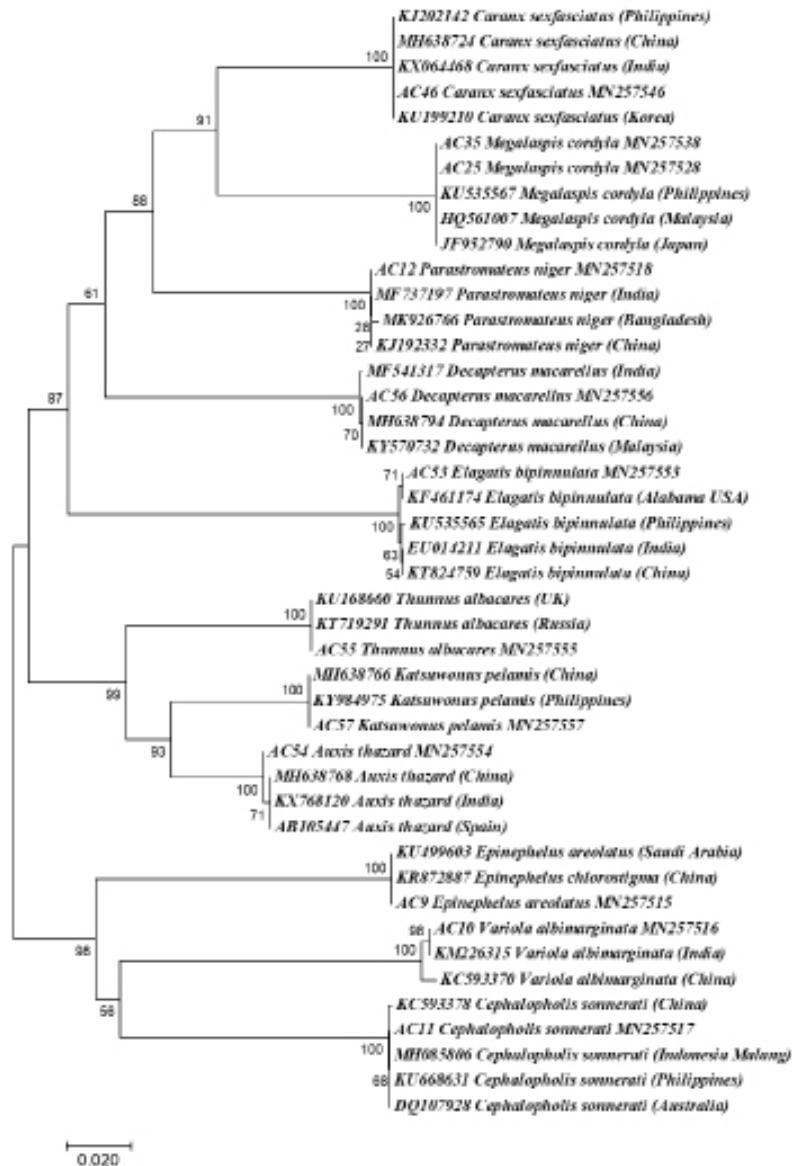 KJ202142 Caranx sexfasciatus (Philippines)
MH638724 Caranx sexfasciatus (China)
100
KX064468 Caranx sexfasciatus (India)
AC46 Caranx sexfasciatus MN257546
KU199210 Caranx sexfasciatus (Korea)
91
AC35 Megalaspis cordyla MN257538
AC25 Megalaspis cordyla MN257528
KU535567 Megalaspis cordyla (Philippines)
100
HQ561007 Megalaspis cordyla (Malaysia)
JF952790 Megalaspis cordyla (Japan)
88
AC12 Parastromateus niger MN257518
MF737197 Parastromateus niger (India)
100
MK926766 Parastromateus niger (Bangladesh)
28
KJ192332 Parastromateus niger (China)
27
61
MF541317 Decapterus macarellus (India)
AC56 Decapterus macarellus MN257556
100
MH638794 Decapterus macarellus (China)
70
KY570732 Decapterus macarellus (Malaysia)
97
71
AC53 Elagatis bipinnulata MN257553
KF461174 Elagatis bipinnulata (Alabama USA)
100
KU535565 Elagatis bipinnulata (Philippines)
63
EU014211 Elagatis bipinnulata (India)
54
KT824759 Elagatis bipinnulata (China)
KU168660 Thunnus albacares (UK)
100
KT719291 Thunnus albacares (Russia)
AC55 Thunnus albacares MN257555
99
MH638766 Katsuwonus pelamis (China)
100
KY984975 Katsuwonus pelamis (Philippines)
AC57 Katsuwonus pelamis MN257557
93
AC54 Auxis thazard MN257554
MH638768 Auxis thazard (China)
100
KX768120 Auxis thazard (India)
71
AB105447 Auxis thazard (Spain)
KU499603 Epinephelus areolatus (Saudi Arabia)
100
KR872887 Epinephelus chlorostigma (China)
AC9 Epinephelus areolatus MN257515
98
98
AC10 Variola albimarginata MN257516
100
KM226315 Variola albimarginata (India)
KC593370 Variola albimarginata (China)
56
KC593378 Cephalopholis sonnerati (China)
AC11 Cephalopholis sonnerati MN257517
100
MH085806 Cephalopholis sonnerati (Indonesia Malang)
68
KU668631 Cephalopholis sonnerati (Philippines)
DQ107928 Cephalopholis sonnerati (Australia)
0.020